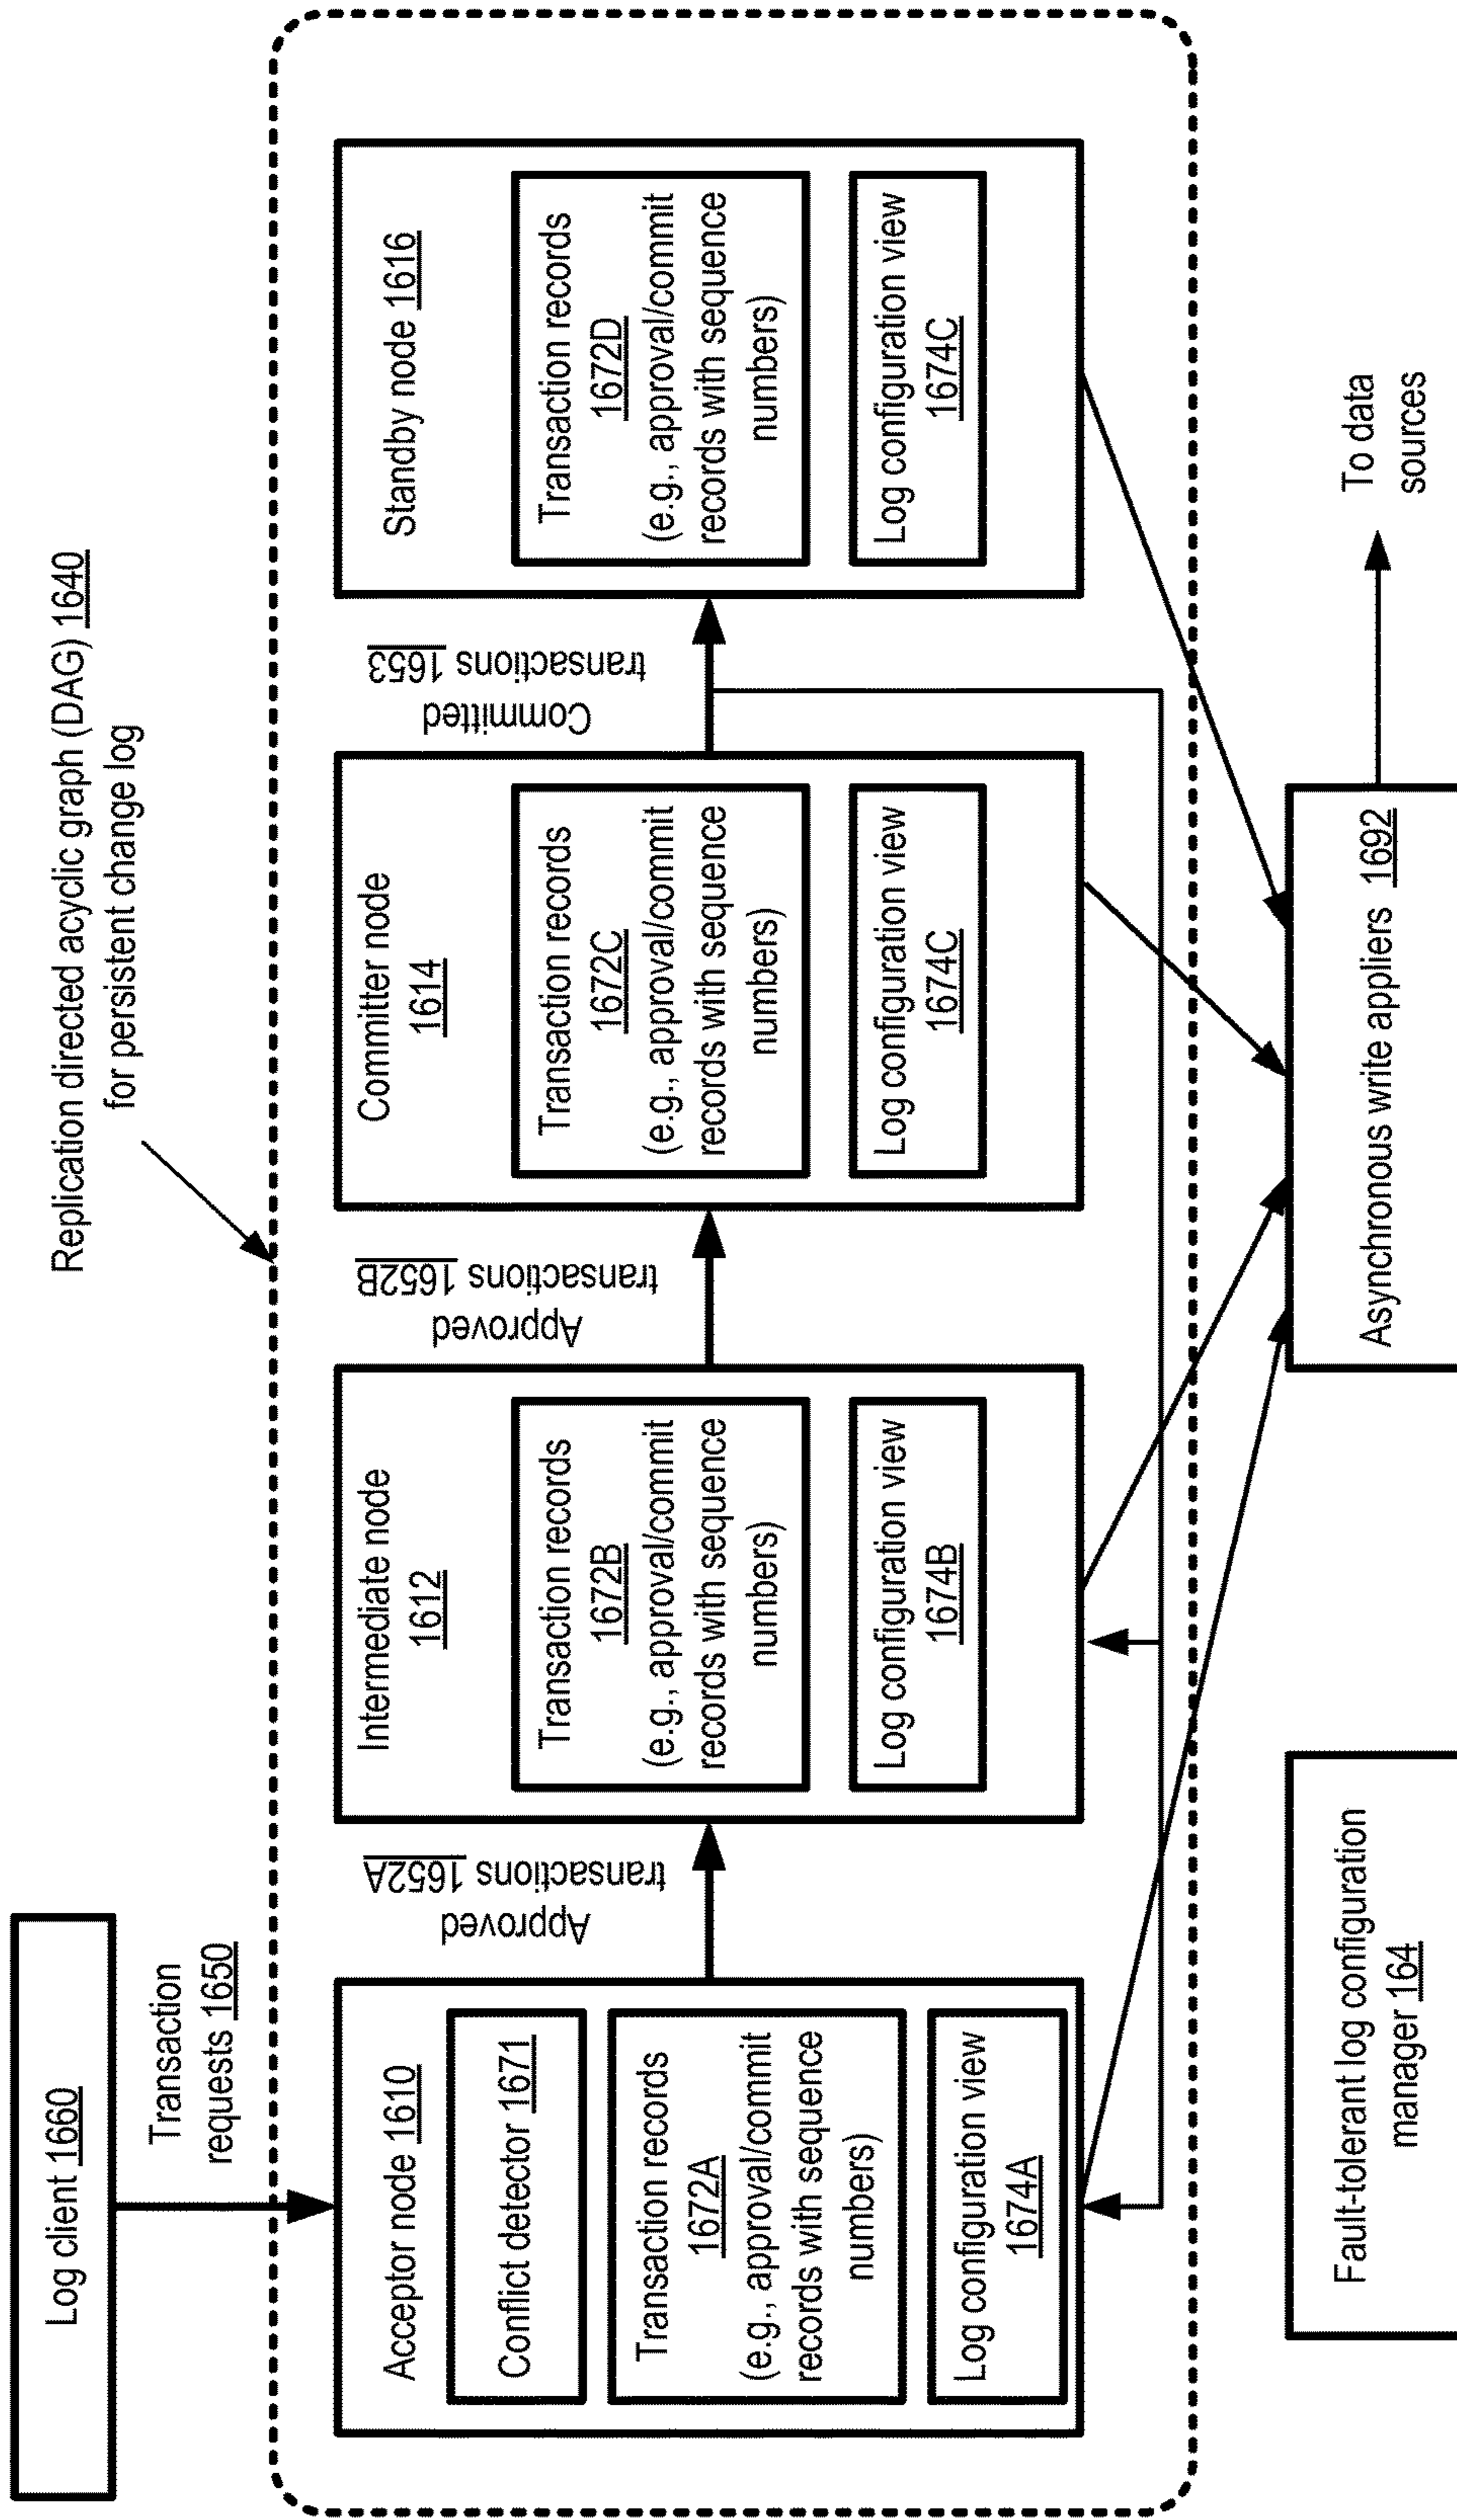 Log client 1660
Transaction
requests 1650
Replication directed acyclic graph (DAG) 1640
for persistent change log
Acceptor node 1610
Conflict detector 1671
Transaction records
1672A
(e.g., approval/commit
records with sequence
numbers)
Log configuration view
1674A
Approved
transactions 1652A
Intermediate node
1612
Transaction records
1672B
(e.g., approval/commit
records with sequence
numbers)
Log configuration view
1674B
Approved
transactions 1652B
Committer node
1614
Transaction records
1672C
(e.g., approval/commit
records with sequence
numbers)
Log configuration view
1674C
Committed
transactions 1653
Standby node 1616
Transaction records
1672D
(e.g., approval/commit
records with sequence
numbers)
Log configuration view
1674C
Fault-tolerant log configuration
manager 164
Asynchronous write appliers 1692
To data
sources